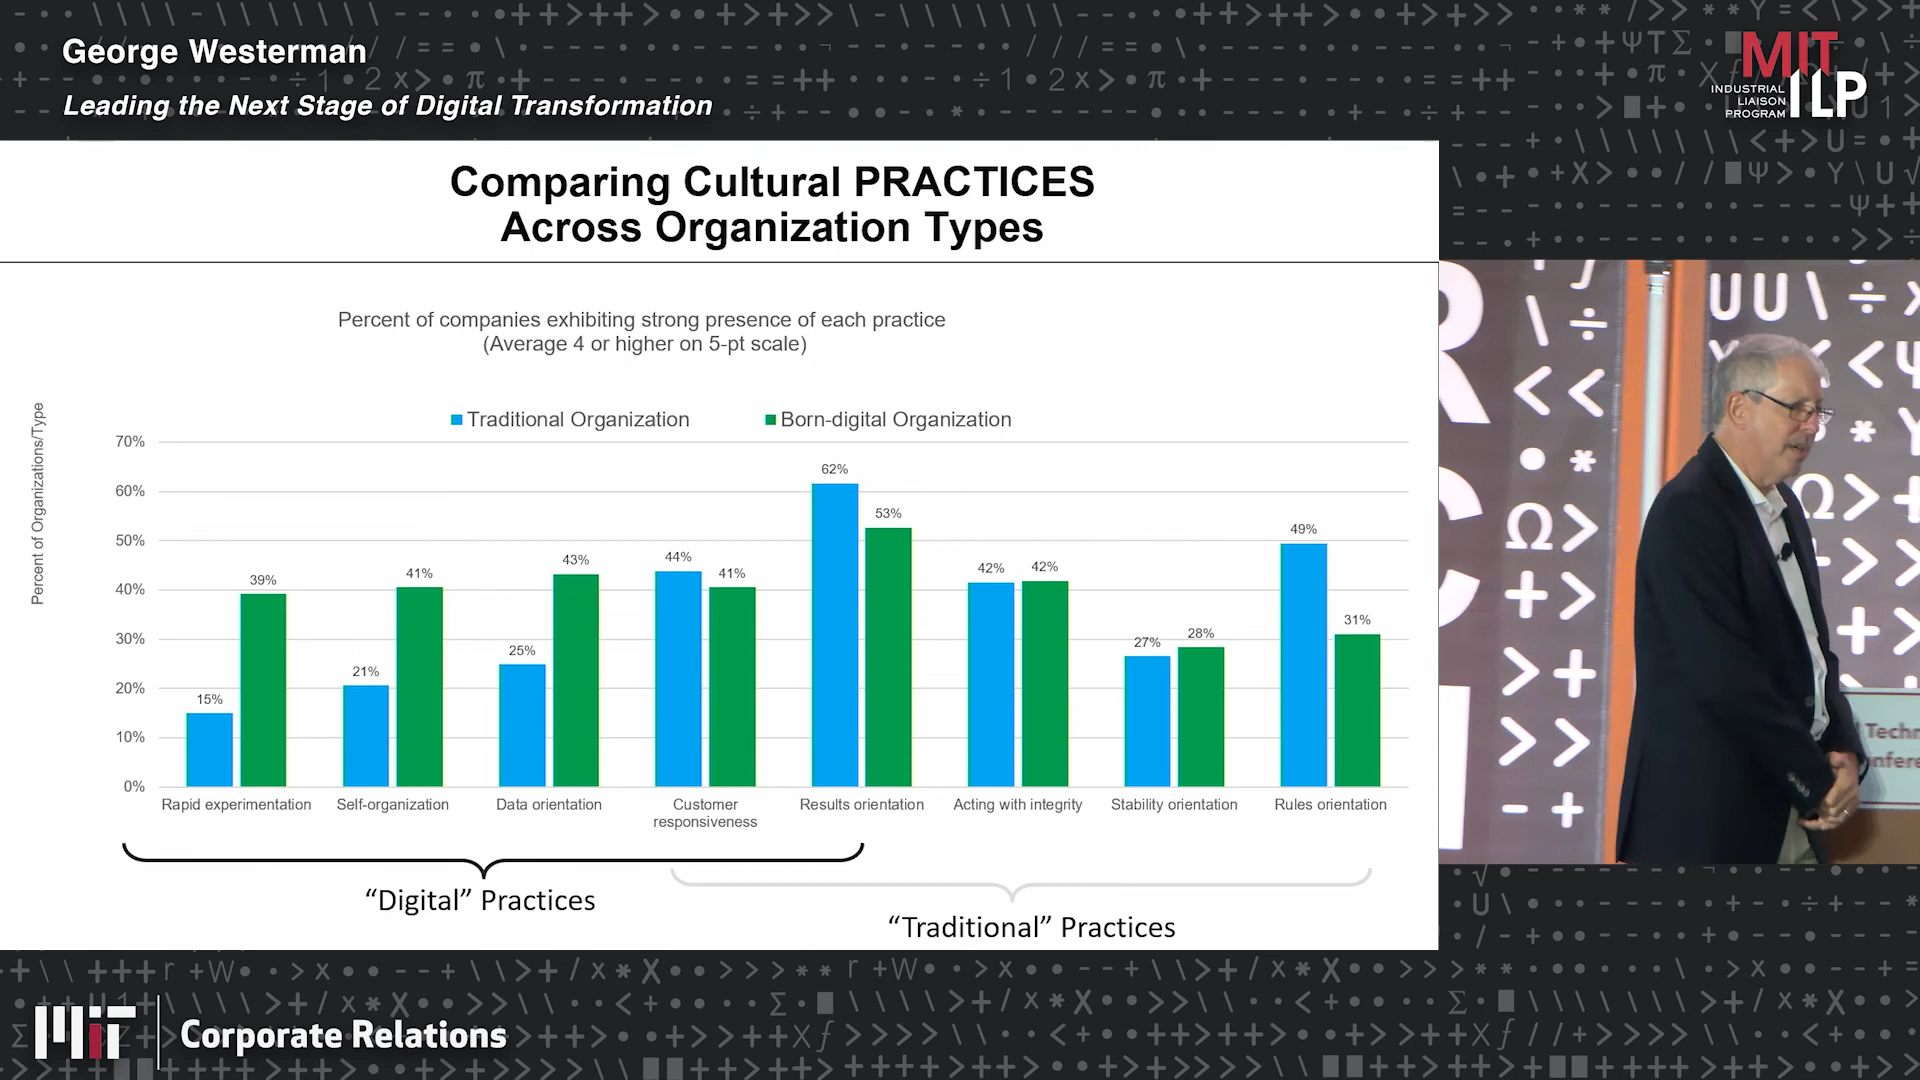 George Westerman
Leading the Next Stage of Digital Transformation
MIT
ILP
INDUSTRIAL
LIAISON
PROGRAM
Comparing Cultural PRACTICES
Across Organization Types
Percent of companies exhibiting strong presence of each practice
(Average 4 or higher on 5-pt scale)
Percent of Organizations/Type
Traditional Organization
Born-digital Organization
70%
60%
50%
40%
30%
20%
10%
0%
15%
39%
21%
41%
25%
43%
44%
41%
62%
53%
42%
42%
27%
28%
49%
31%
Rapid experimentation
Self-organization
Data orientation
Customer
responsiveness
Results orientation
Acting with integrity
Stability orientation
Rules orientation
“Digital” Practices
“Traditional” Practices
MIT
Corporate Relations